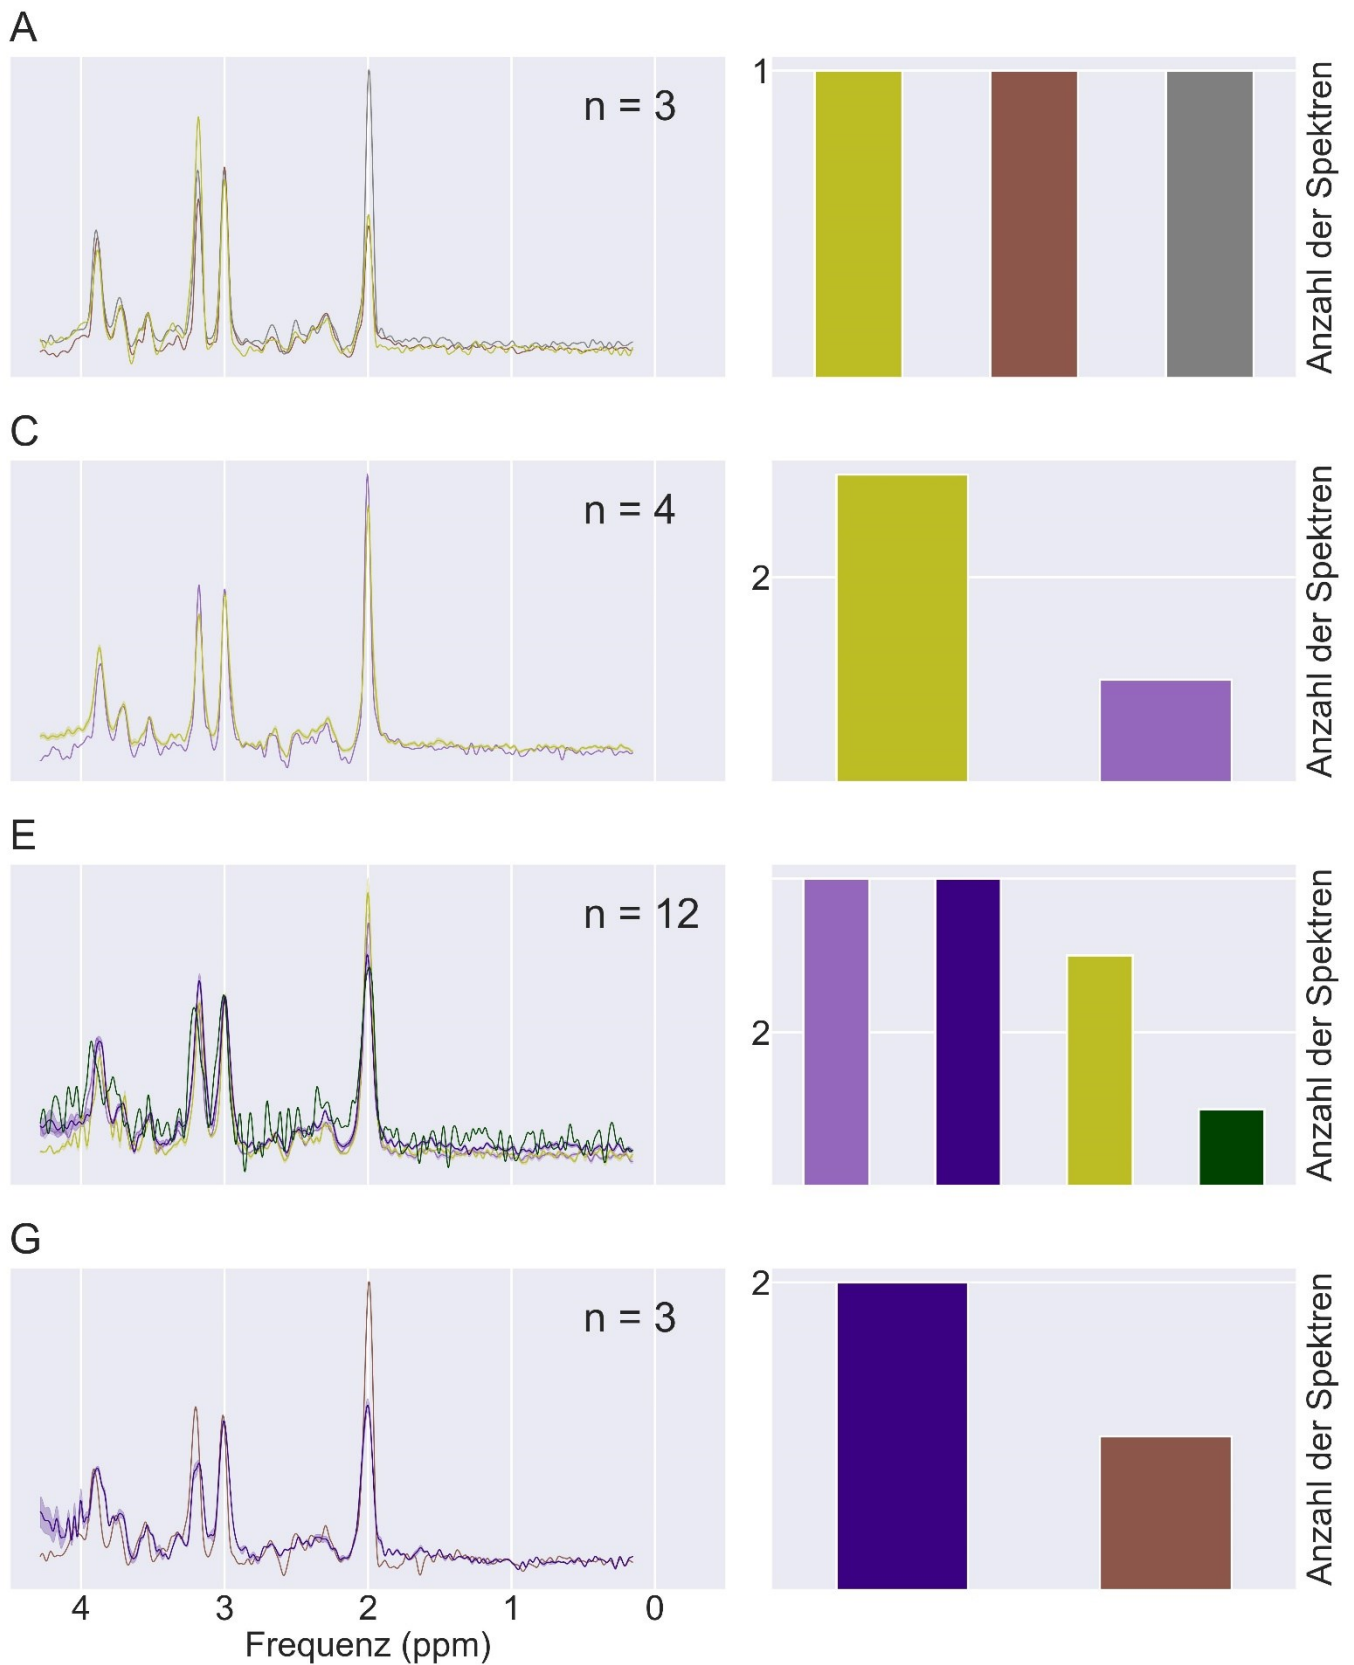 A
n = 3
1
Anzahl der Spektren
C
n = 4
2
Anzahl der Spektren
E
n = 12
2
Anzahl der Spektren
G
n = 3
2
Anzahl der Spektren
4 3 2 1 0
Frequenz (ppm)